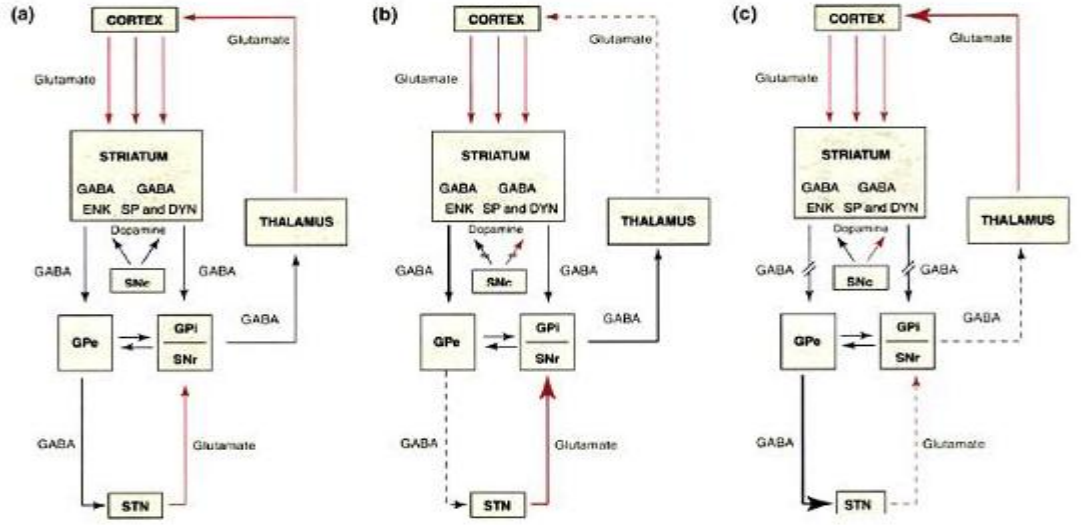 (a)
CORTEX
Glutamate
Glutamate
STRIATUM
GABA GABA
ENK SP and DYN
THALAMUS
Dopamine
GABA
SNc
GABA
GPe
GPi
SNr
GABA
GABA
Glutamate
STN
(b)
CORTEX
Glutamate
Glutamate
STRIATUM
GABA GABA
ENK SP and DYN
THALAMUS
Dopamine
GABA
SNc
GABA
GPe
GPi
SNr
GABA
GABA
Glutamate
STN
(c)
CORTEX
Glutamate
Glutamate
STRIATUM
GABA GABA
ENK SP and DYN
THALAMUS
Dopamine
GABA
SNc
GABA
GPe
GPi
SNr
GABA
GABA
Glutamate
STN